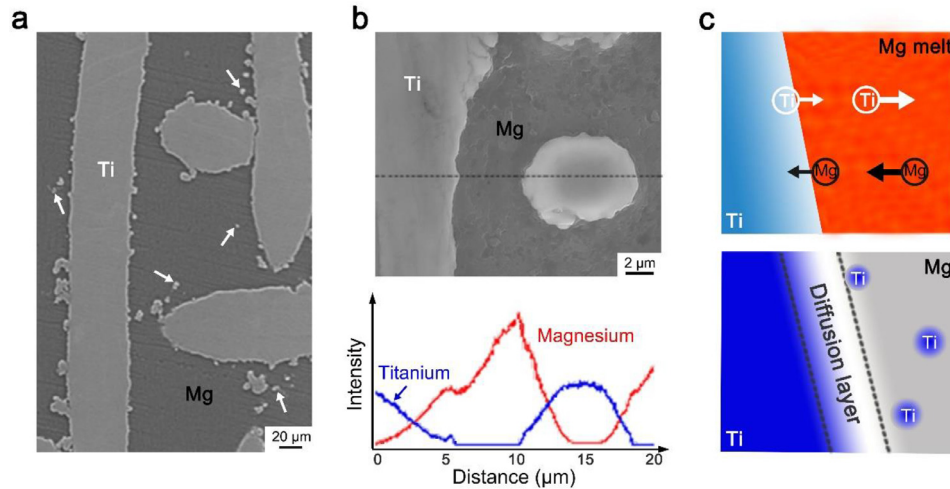 a
Ti
Mg
20 µm
b
Ti
Mg
2 µm
Intensity
Titanium
Magnesium
0
5
10
15
20
Distance (µm)
c
Mg melt
Ti
Ti
Mg
Mg
Ti
Mg
Ti
Diffusion layer
Ti
Ti
Ti